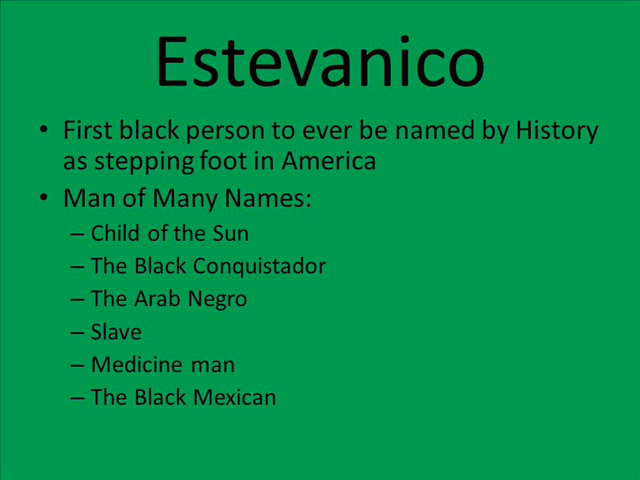 Estevanico
• First black person to ever be named by History
as stepping foot in America
• Man of Many Names:
– Child of the Sun
– The Black Conquistador
– The Arab Negro
– Slave
– Medicine man
– The Black Mexican